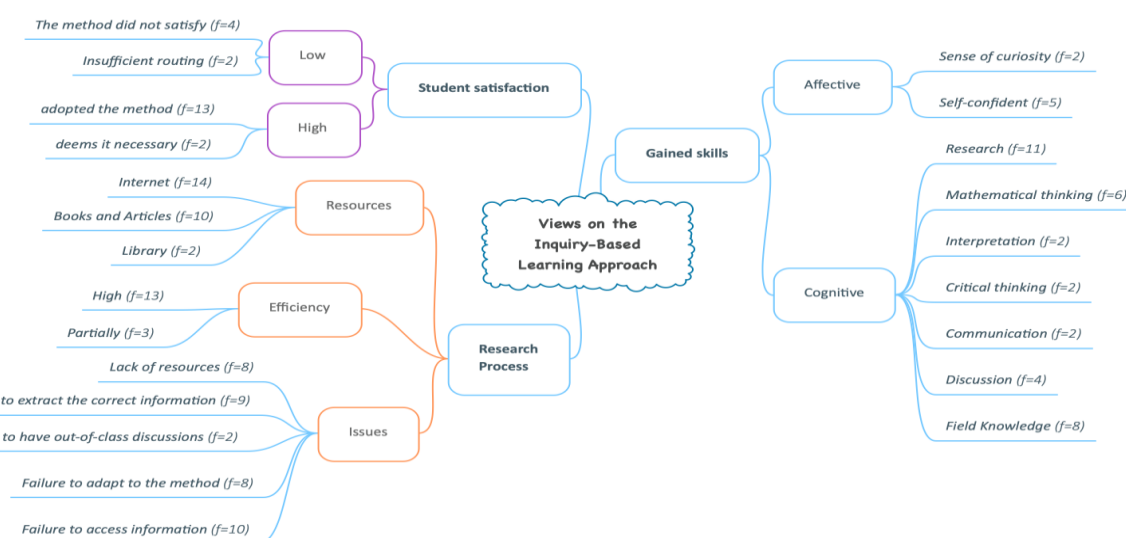 The method did not satisfy (f=4)
Insufficient routing (f=2)
Low
adopted the method (f=13)
deems it necessary (f=2)
High
Student satisfaction
Internet (f=14)
Books and Articles (f=10)
Library (f=2)
Resources
High (f=13)
Partially (f=3)
Efficiency
Lack of resources (f=8)
to extract the correct information (f=9)
to have out-of-class discussions (f=2)
Failure to adapt to the method (f=8)
Failure to access information (f=10)
Issues
Research
Process
Views on the
Inquiry-Based
Learning Approach
Gained skills
Affective
Sense of curiosity (f=2)
Self-confident (f=5)
Cognitive
Research (f=11)
Mathematical thinking (f=6)
Interpretation (f=2)
Critical thinking (f=2)
Communication (f=2)
Discussion (f=4)
Field Knowledge (f=8)